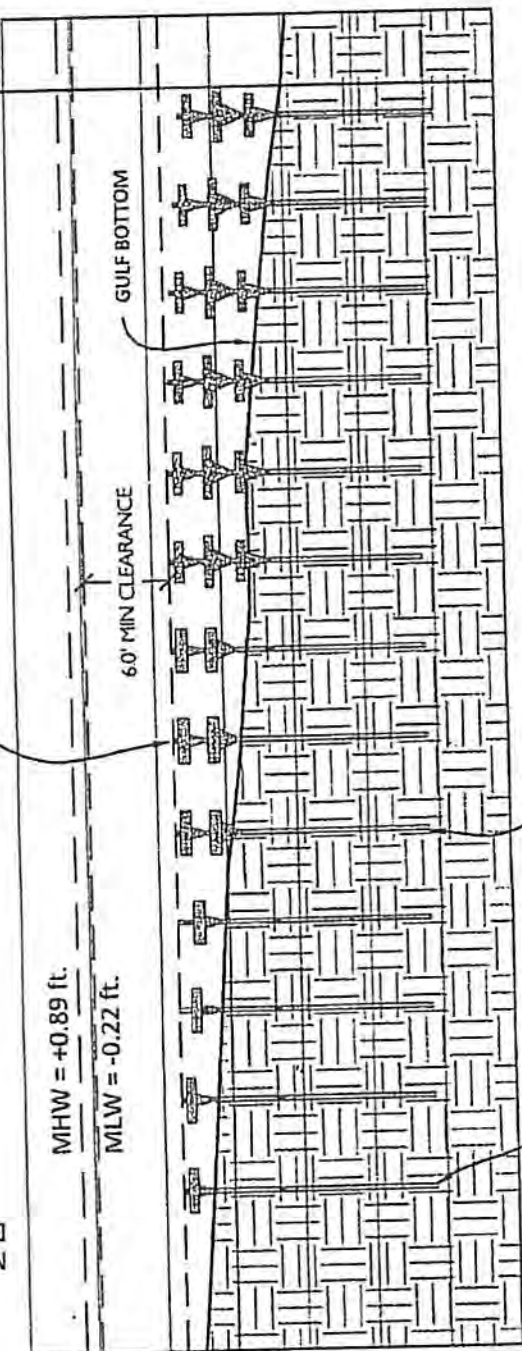 GULF BOTTOM
6.0' MIN CLEARANCE
MHW = +0.89 ft.
MLW = -0.22 ft.